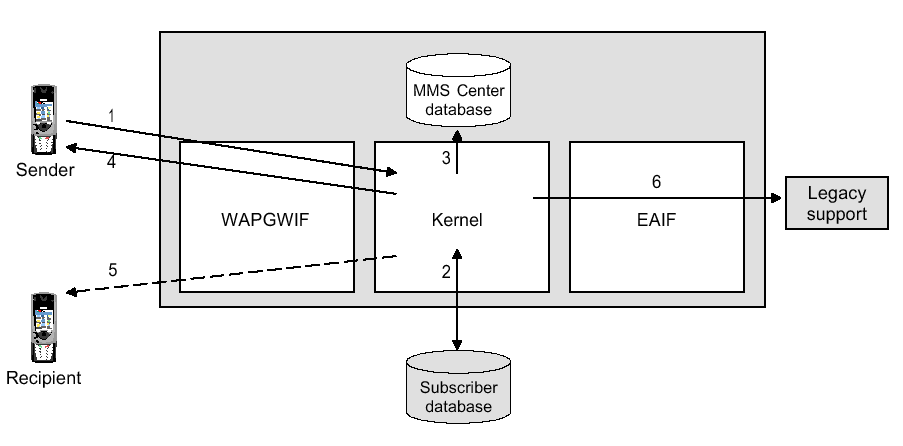 MMS Center
database
1
Sender
4
3
6
Legacy
support
WAPGWIF
Kernel
EAIF
5
2
Recipient
Subscriber
database